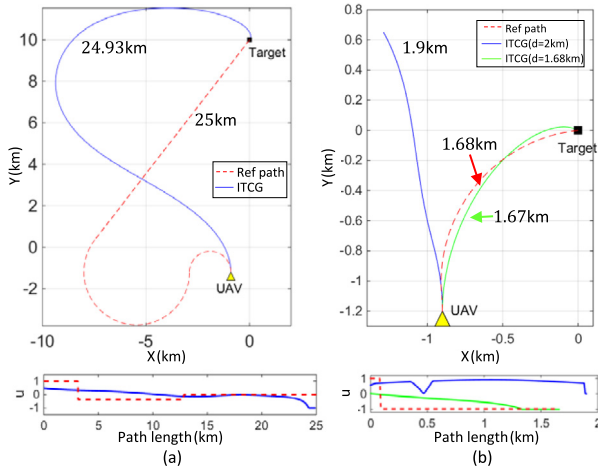 (a)
10
8
6
4
2
0
-2
Y(km)
24.93km
25km
Target
Ref path
ITCG
UAV
-10
-5
0
X(km)
u
1
0
-1
0
5
10
15
20
25
Path length (km)
(a)
(b)
0.8
0.6
0.4
0.2
0
-0.2
-0.4
-0.6
-0.8
-1
-1.2
Y(km)
1.9km
Ref path
ITCG(d=2km)
ITCG(d=1.68km)
Target
1.68km
1.67km
UAV
-1
-0.5
0
X(km)
u
1
0
-1
0
0.5
1
1.5
2
Path length (km)
(b)